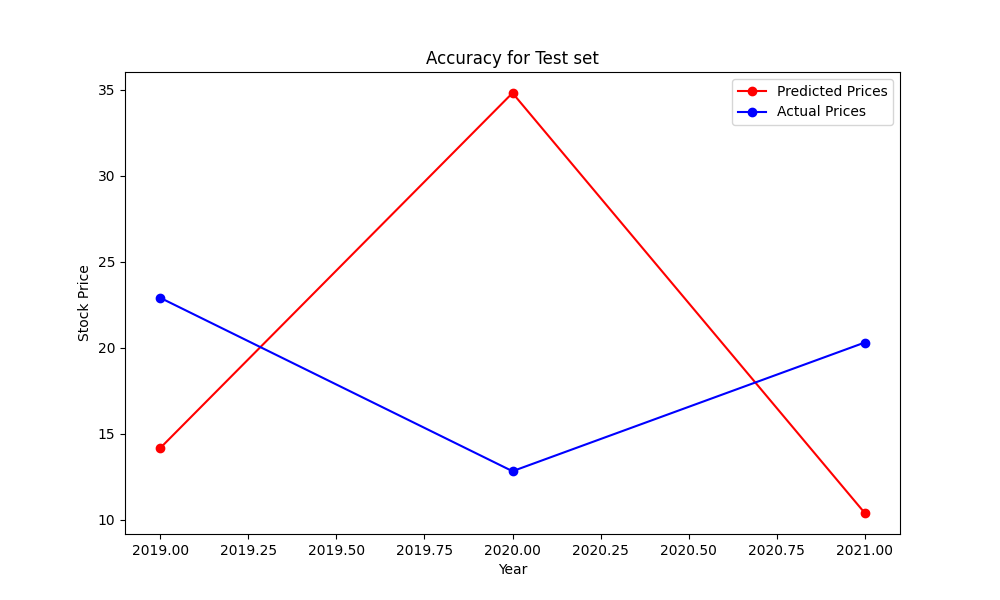 Accuracy for Test set
Predicted Prices
Actual Prices
35
30
25
20
15
10
Stock Price
2019.00 2019.25 2019.50 2019.75 2020.00 2020.25 2020.50 2020.75 2021.00
Year